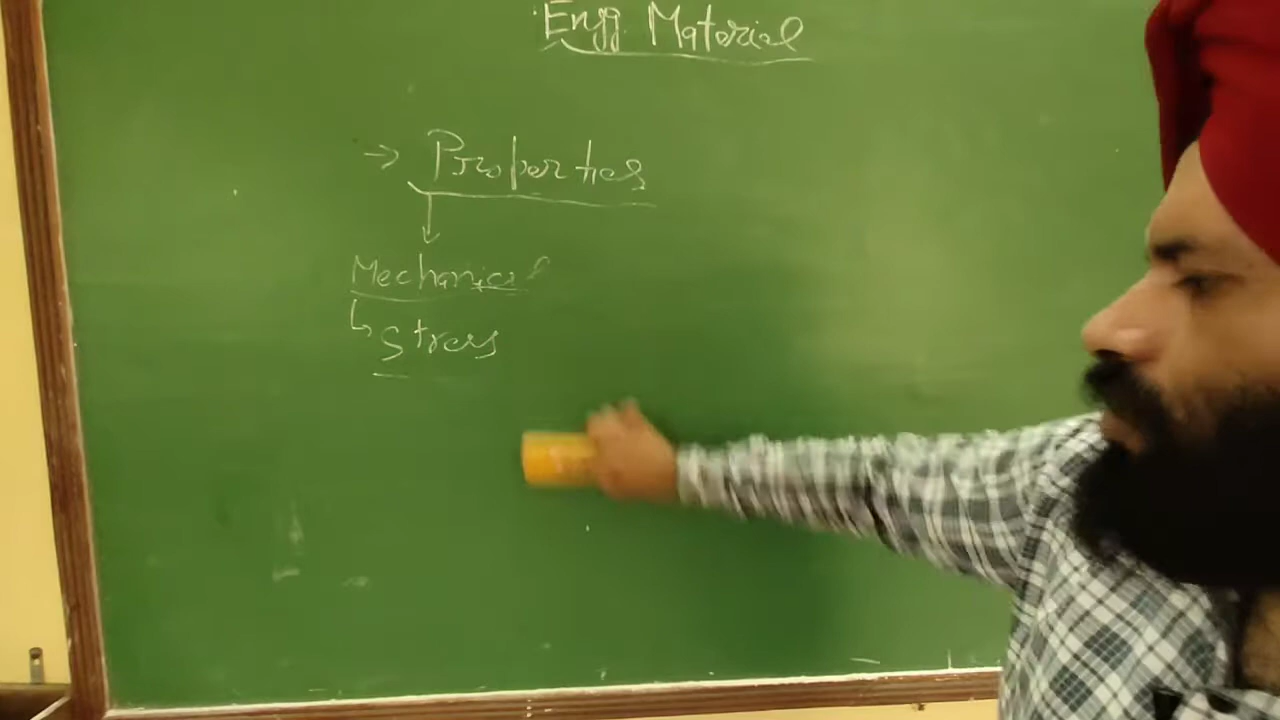 Engg Material
→ Properties
↓
Mechanical
↳ Stress